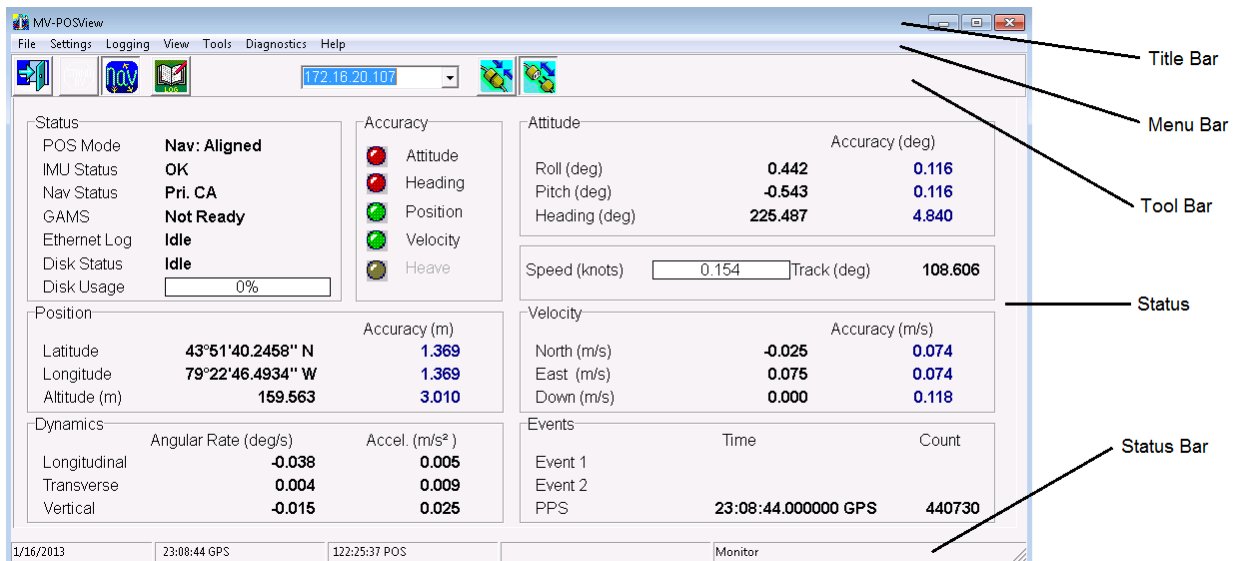 MV-POSView
File Settings Logging View Tools Diagnostics Help
nav LOG 172.16.20.107
Title Bar
Menu Bar
Tool Bar
Status
Status Bar
Status
POS Mode Nav: Aligned
IMU Status OK
Nav Status Pri. CA
GAMS Not Ready
Ethernet Log Idle
Disk Status Idle
Disk Usage 0%
Accuracy
Attitude
Heading
Position
Velocity
Heave
Attitude
Accuracy (deg)
Roll (deg) 0.442 0.116
Pitch (deg) -0.543 0.116
Heading (deg) 225.487 4.840
Speed (knots) 0.154 Track (deg) 108.606
Position
Accuracy (m)
Latitude 43°51'40.2458" N 1.369
Longitude 79°22'46.4934" W 1.369
Altitude (m) 159.563 3.010
Velocity
Accuracy (m/s)
North (m/s) -0.025 0.074
East (m/s) 0.075 0.074
Down (m/s) 0.000 0.118
Dynamics
Angular Rate (deg/s) Accel. (m/s²)
Longitudinal -0.038 0.005
Transverse 0.004 0.009
Vertical -0.015 0.025
Events
Time Count
Event 1
Event 2
PPS 23:08:44.000000 GPS 440730
1/16/2013 23:08:44 GPS 122:25:37 POS Monitor